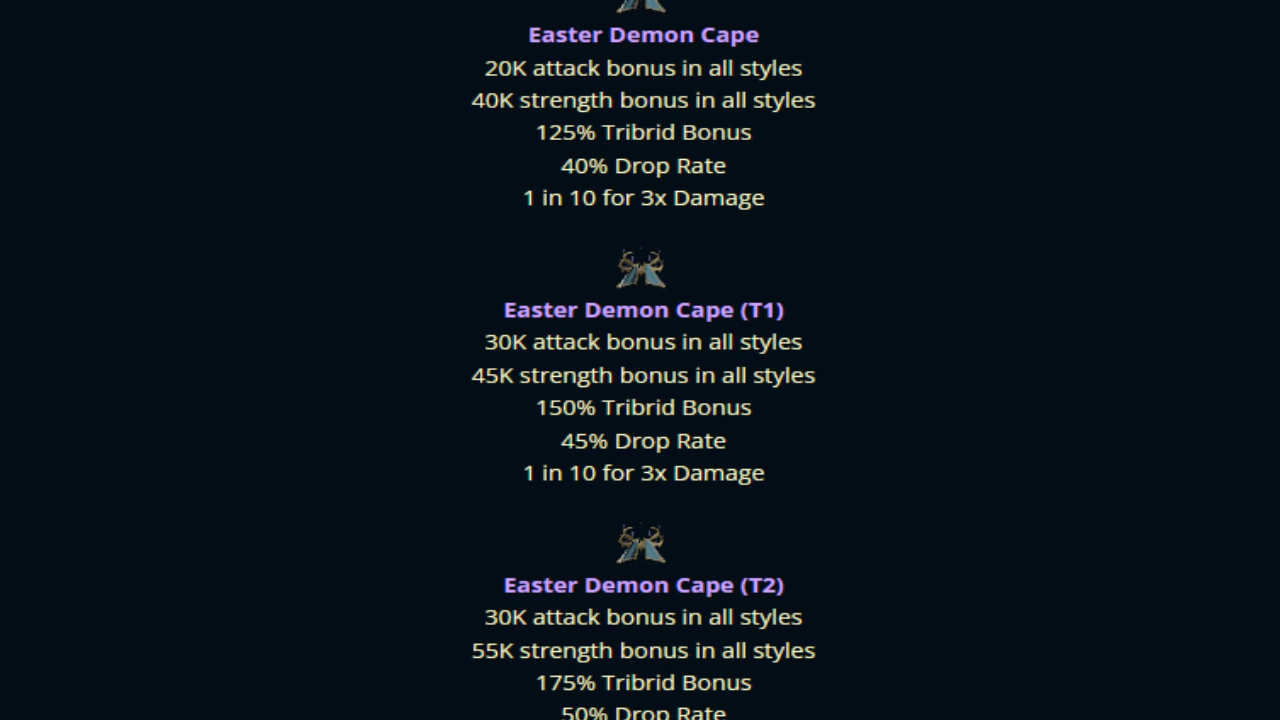 Easter Demon Cape
20K attack bonus in all styles
40K strength bonus in all styles
125% Tribrid Bonus
40% Drop Rate
1 in 10 for 3x Damage
Easter Demon Cape (T1)
30K attack bonus in all styles
45K strength bonus in all styles
150% Tribrid Bonus
45% Drop Rate
1 in 10 for 3x Damage
Easter Demon Cape (T2)
30K attack bonus in all styles
55K strength bonus in all styles
175% Tribrid Bonus
50% Drop Rate